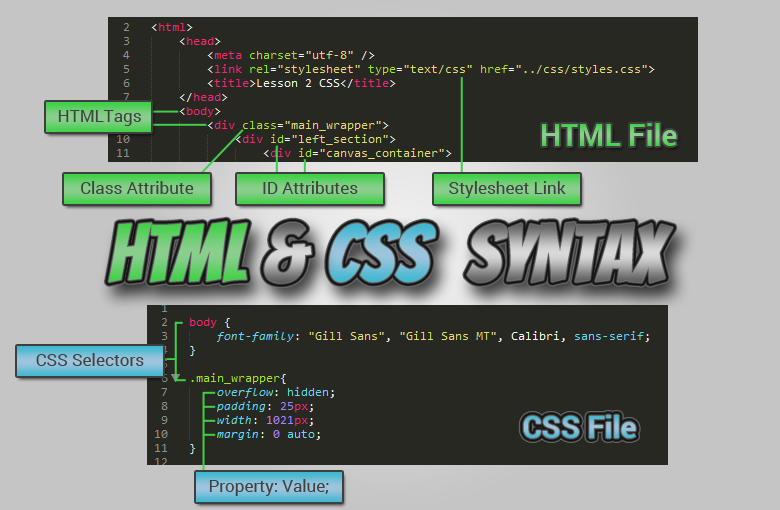 2 <html>
3 <head>
4 <meta charset="utf-8" />
5 <link rel="stylesheet" type="text/css" href="../css/styles.css">
6 <title>Lesson 2 CSS</title>
7 </head>
HTMLTags
<body>
<div class="main_wrapper">
10 <div id="left_section">
11 <div id="canvas_container">
HTML File
Class Attribute
ID Attributes
Stylesheet Link
HTML & CSS SYNTAX
1
2 body {
3 font-family: "Gill Sans", "Gill Sans MT", Calibri, sans-serif;
}
CSS Selectors
6 .main_wrapper{
7 overflow: hidden;
8 padding: 25px;
9 width: 1021px;
10 margin: 0 auto;
11 }
12
CSS File
Property: Value;